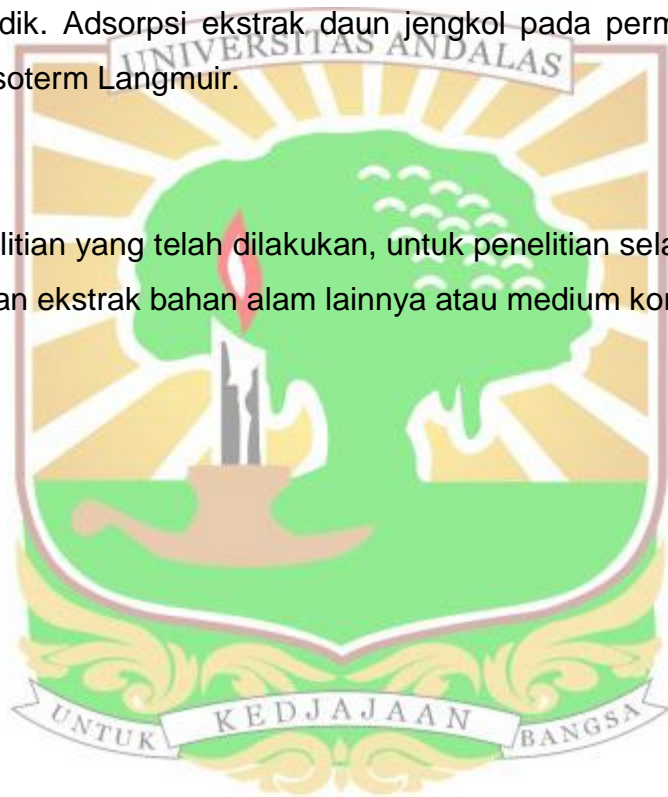 dik. Adsorpsi ekstrak daun jengkol pada perm
UNIVERSITAS ANDALAS
soterm Langmuir.
litian yang telah dilakukan, untuk penelitian sela
an ekstrak bahan alam lainnya atau medium kor
UNTUK KEDJAJAAN BANGSA